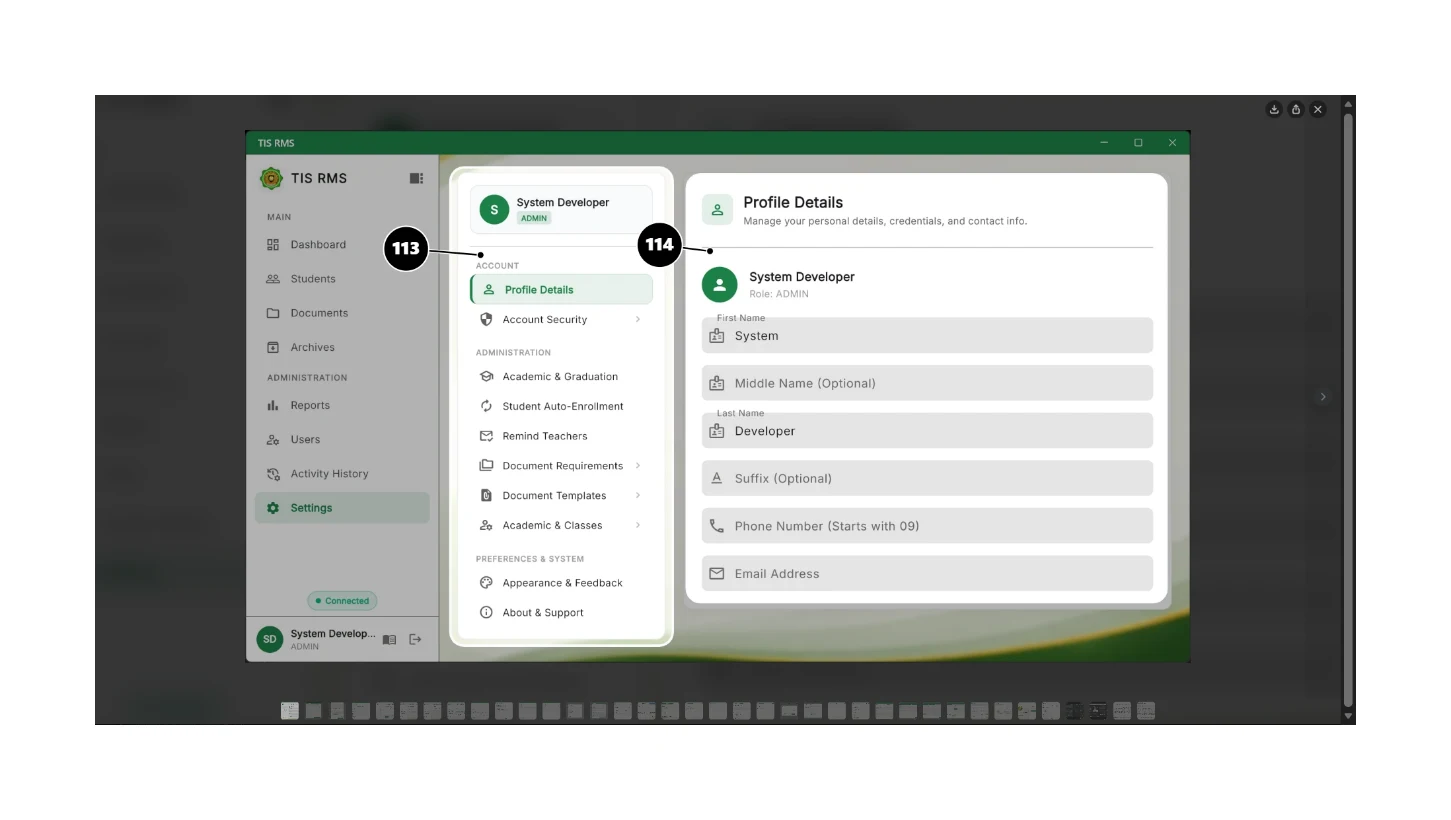 TIS RMS
TIS RMS
MAIN
Dashboard
Students
Documents
Archives
ADMINISTRATION
Reports
Users
Activity History
Settings
Connected
SD
System Develop...
ADMIN
113
S
System Developer
ADMIN
ACCOUNT
Profile Details
Account Security
ADMINISTRATION
Academic & Graduation
Student Auto-Enrollment
Remind Teachers
Document Requirements
Document Templates
Academic & Classes
PREFERENCES & SYSTEM
Appearance & Feedback
About & Support
114
Profile Details
Manage your personal details, credentials, and contact info.
System Developer
Role: ADMIN
First Name
System
Middle Name (Optional)
Last Name
Developer
Suffix (Optional)
Phone Number (Starts with 09)
Email Address